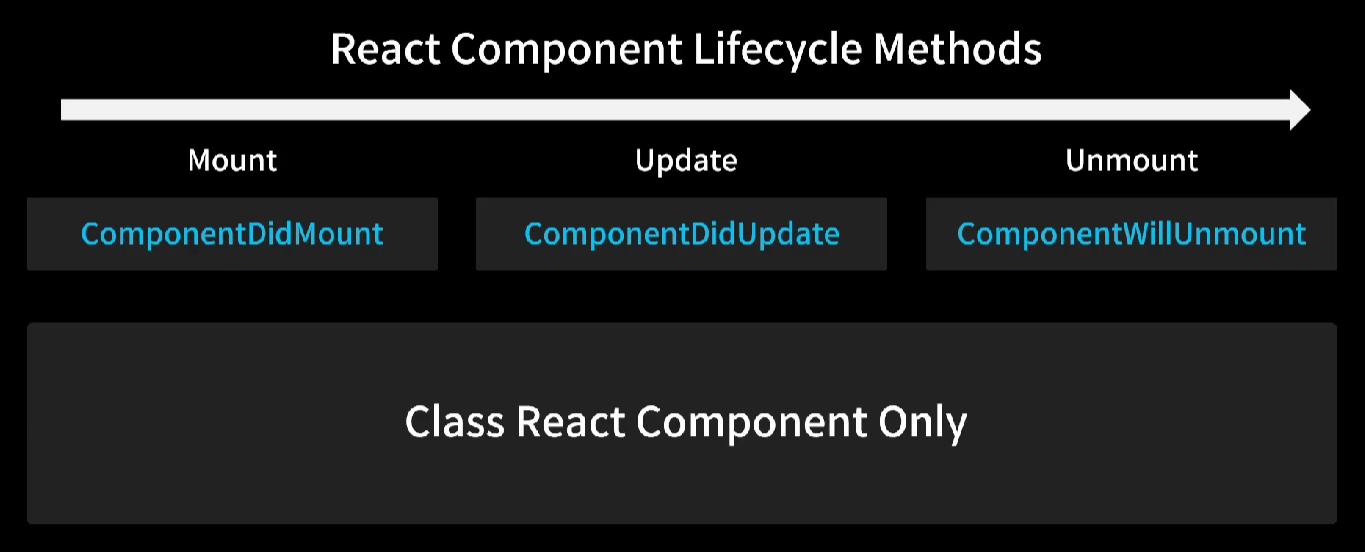 React Component Lifecycle Methods
Mount
Update
Unmount
ComponentDidMount
ComponentDidUpdate
ComponentWillUnmount
Class React Component Only